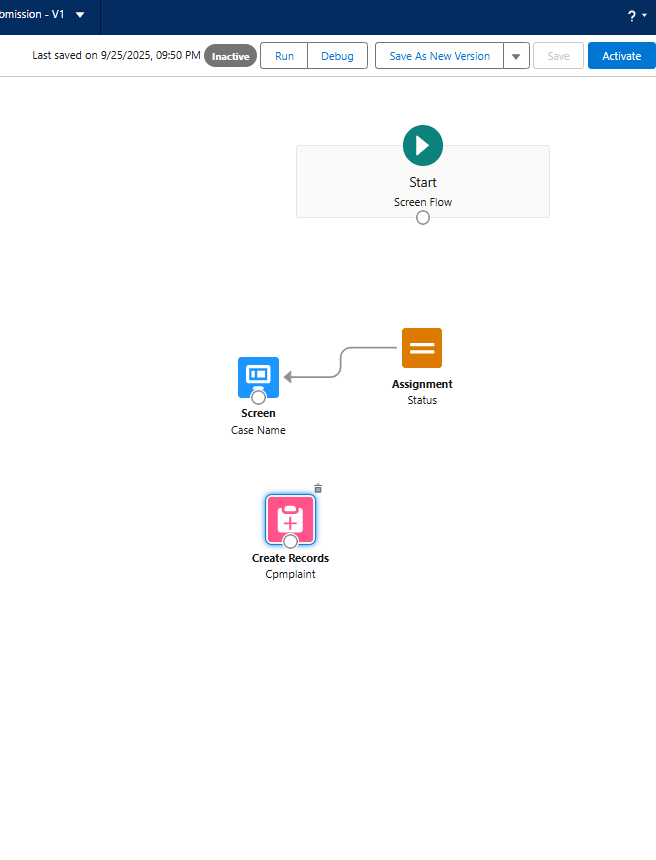 bmission - V1
?
Last saved on 9/25/2025, 09:50 PM Inactive Run Debug Save As New Version Save Activate
Start
Screen Flow
Assignment
Status
Screen
Case Name
Create Records
Cpmplaint